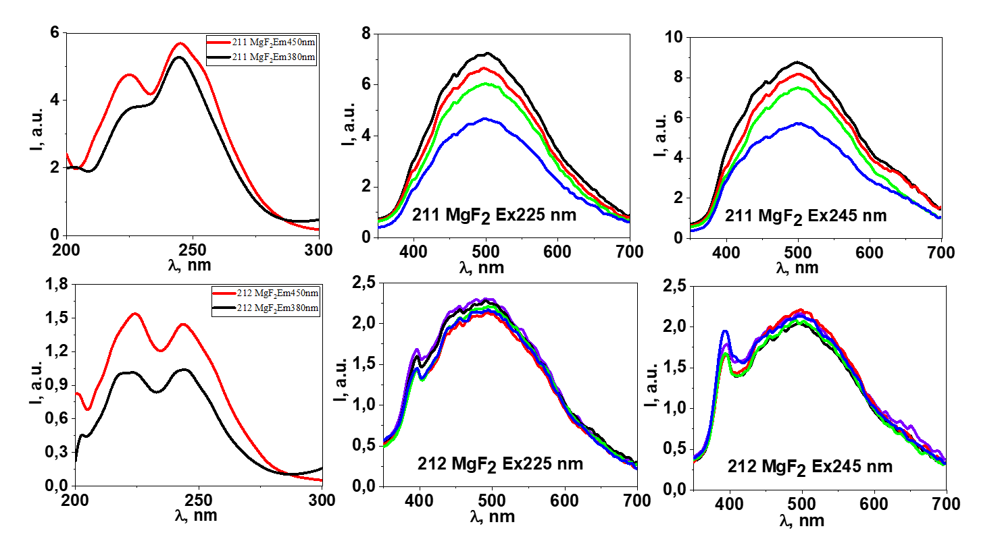 6
4
2
0
I, a.u.
211 MgF2Em450nm
211 MgF2Em380nm
200
250
300
λ, nm
8
6
4
2
0
I, a.u.
211 MgF2 Ex225 nm
400
500
600
700
λ, nm
10
8
6
4
2
0
I, a.u.
211 MgF2 Ex245 nm
400
500
600
700
λ, nm
1,8
1,5
1,2
0,9
0,6
0,3
0,0
I, a.u.
212 MgF2Em450nm
212 MgF2Em380nm
200
250
300
λ, nm
2,5
2,0
1,5
1,0
0,5
0,0
I, a.u.
212 MgF2 Ex225 nm
400
500
600
700
λ, nm
2,5
2,0
1,5
1,0
0,5
0,0
I, a.u.
212 MgF2 Ex245 nm
400
500
600
700
λ, nm